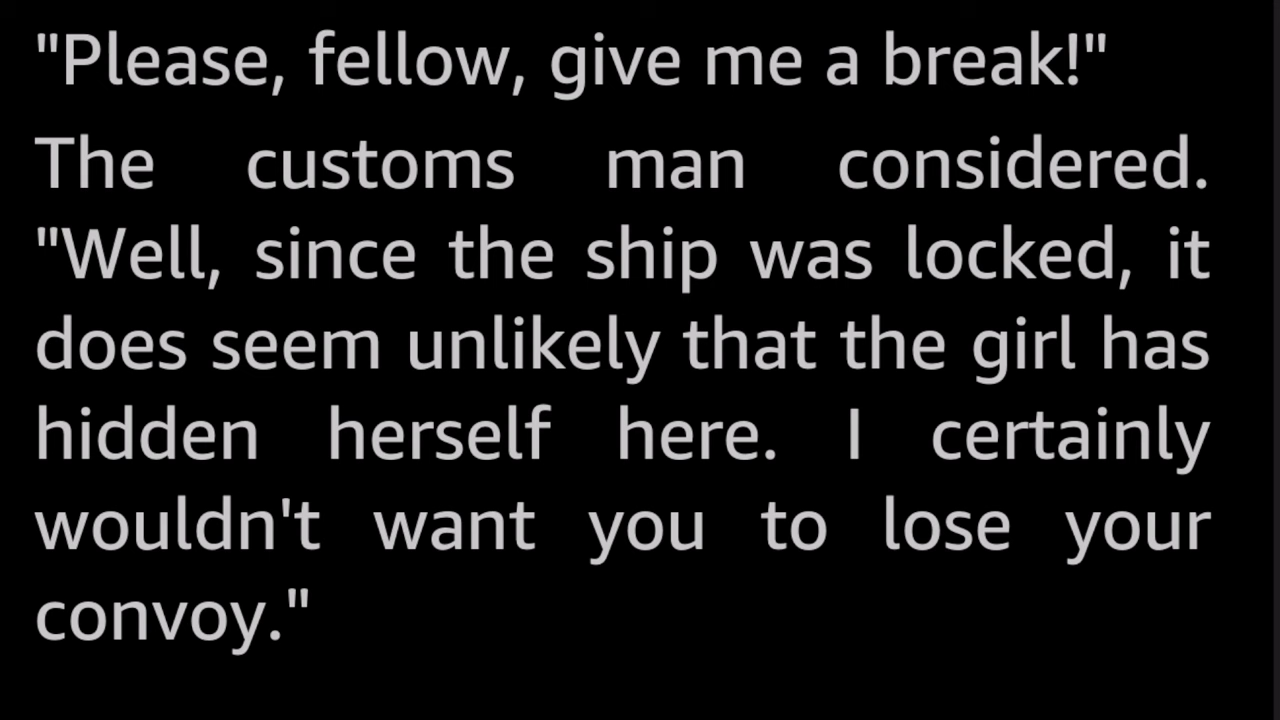 "Please, fellow, give me a break!"
The customs man considered.
"Well, since the ship was locked, it
does seem unlikely that the girl has
hidden herself here. I certainly
wouldn't want you to lose your
convoy."